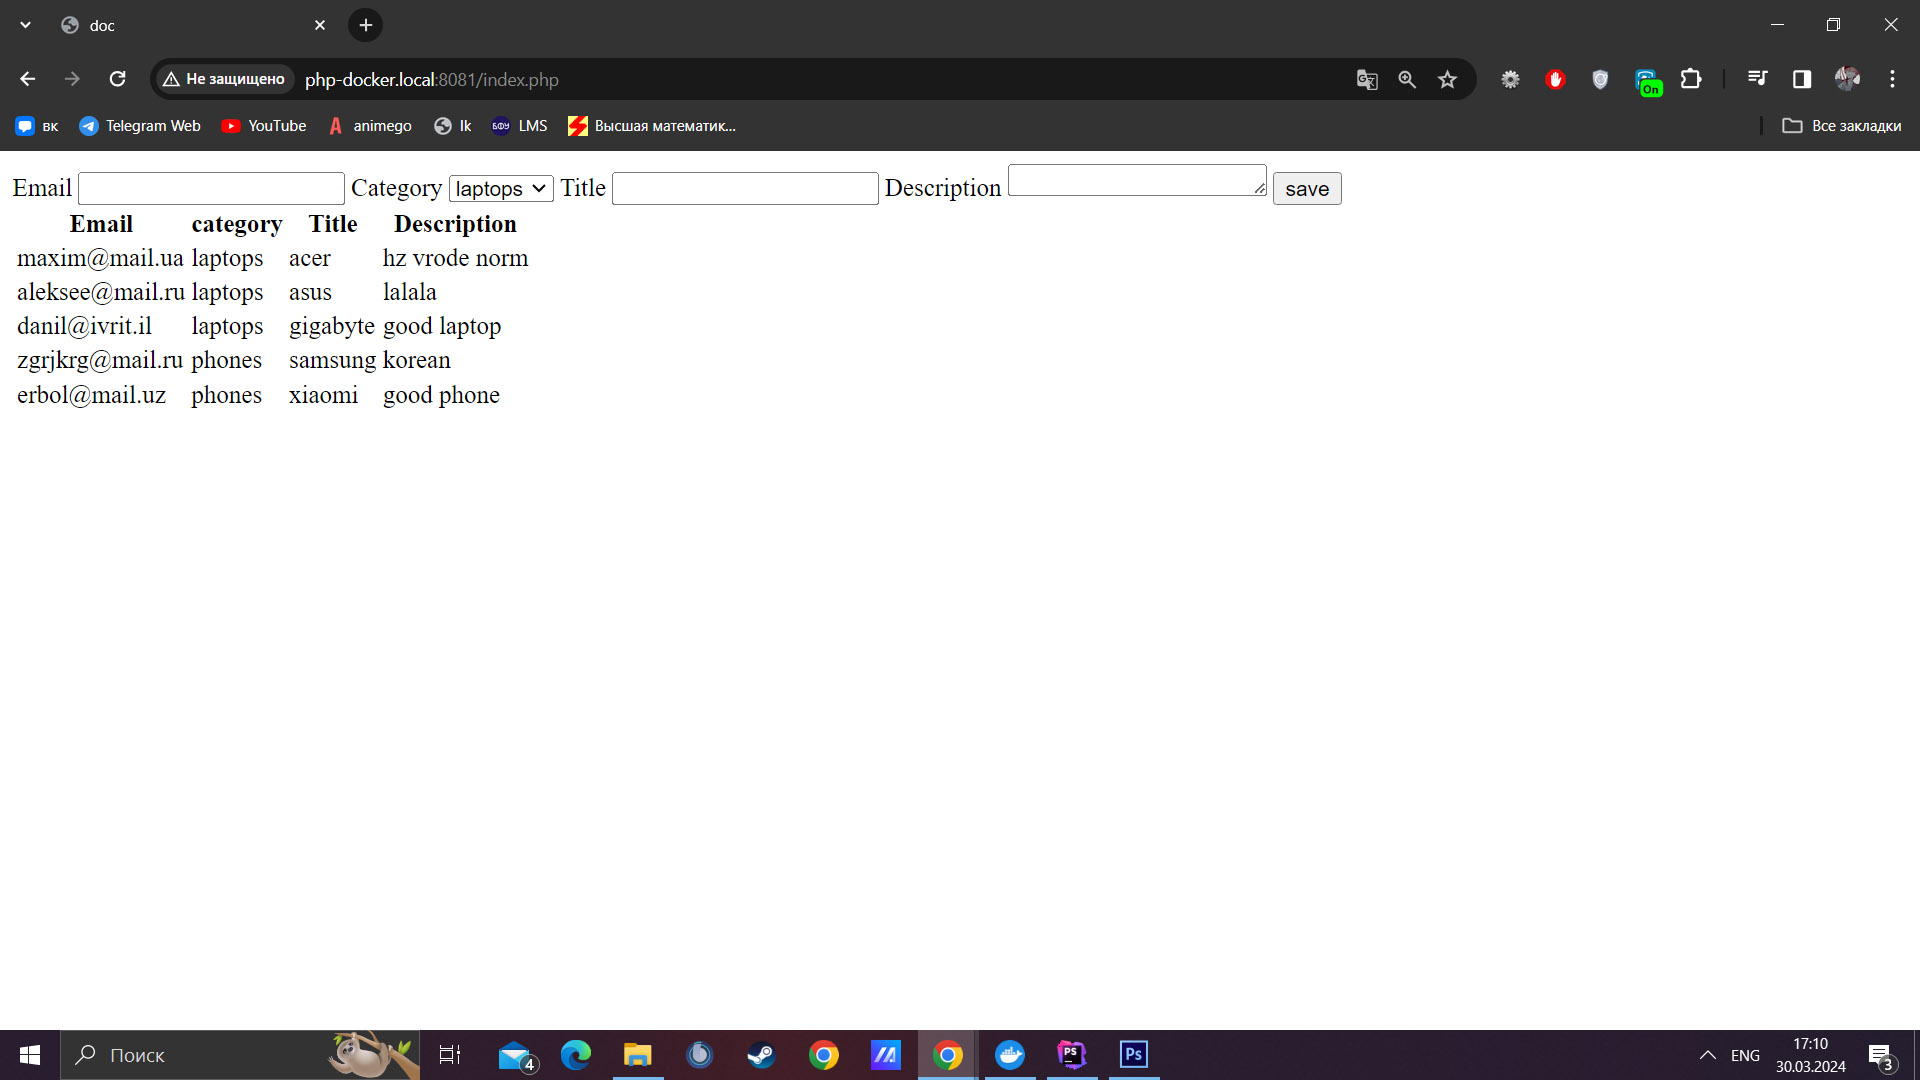 doc
Не защищено php-docker.local:8081/index.php
On
вк Telegram Web YouTube animego lk LMS Высшая математик... Все закладки
Email Category laptops Title Description save
Email category Title Description
maxim@mail.ua laptops acer hz vrode norm
aleksee@mail.ru laptops asus lalala
danil@ivrit.il laptops gigabyte good laptop
zgrjkrg@mail.ru phones samsung korean
erbol@mail.uz phones xiaomi good phone
Поиск 4 PS Ps ENG 17:10
30.03.2024 3